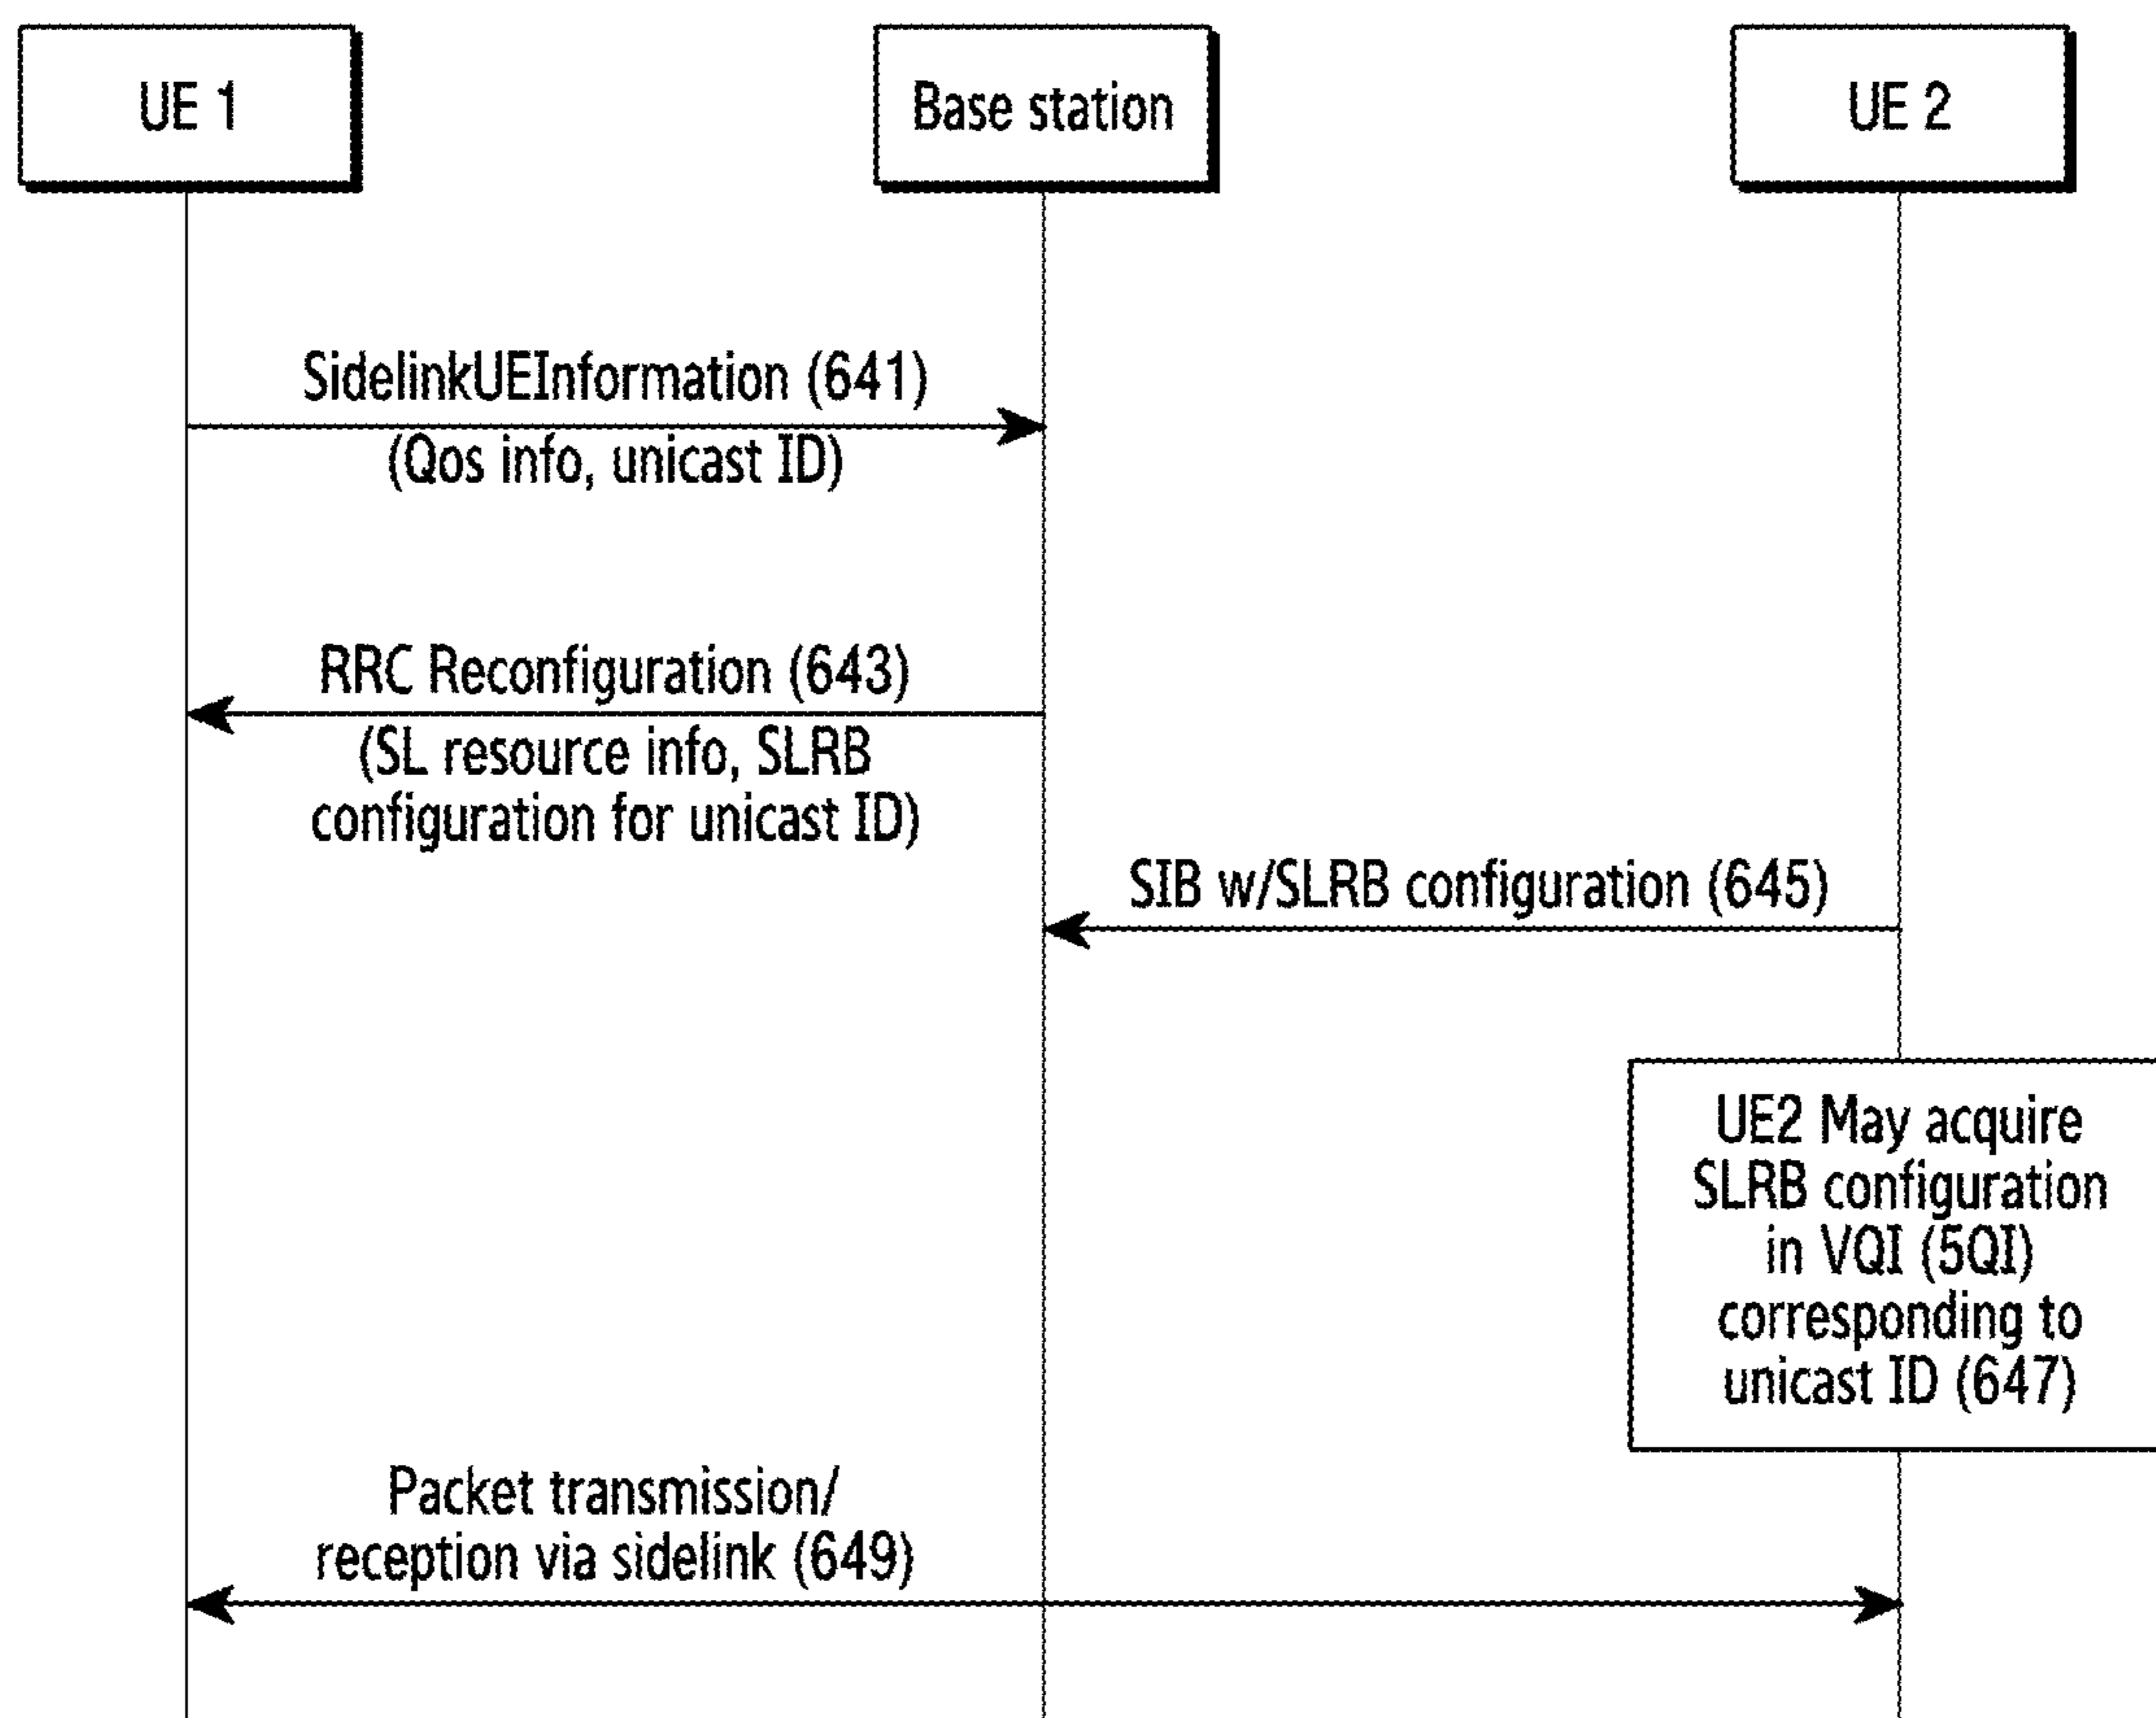 UE 1
Base station
UE 2
SidelinkUEInformation (641)
(Qos info, unicast ID)
RRC Reconfiguration (643)
(SL resource info, SLRB
configuration for unicast ID)
SIB w/SLRB configuration (645)
UE2 May acquire
SLRB configuration
in VQI (5QI)
corresponding to
unicast ID (647)
Packet transmission/
reception via sidelink (649)